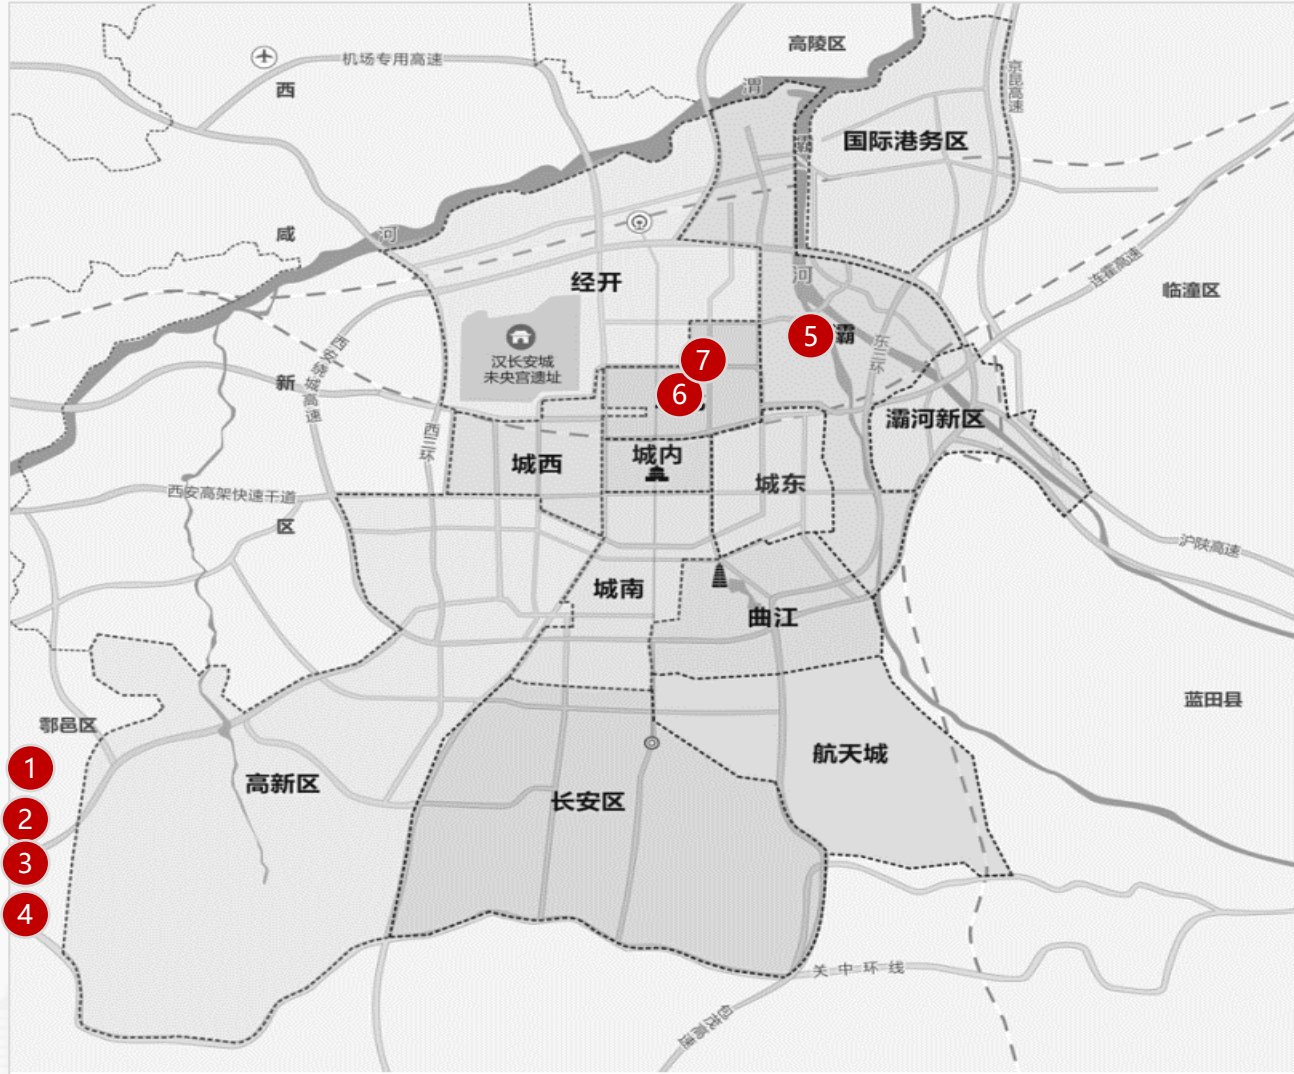 高陵区
机场专用高速
渭
西
京昆高速
灞
国际港务区
咸
河
河
连霍高速
经开
临潼区
汉长安城
未央宫遗址
5
灞
东三环
西安绕城高速
7
新
6
灞河新区
西三环
城西
城内
城东
西安高架快速干道
区
沪陕高速
城南
曲江
蓝田县
鄠邑区
航天城
1
高新区
长安区
2
3
4
关中环线
包茂高速